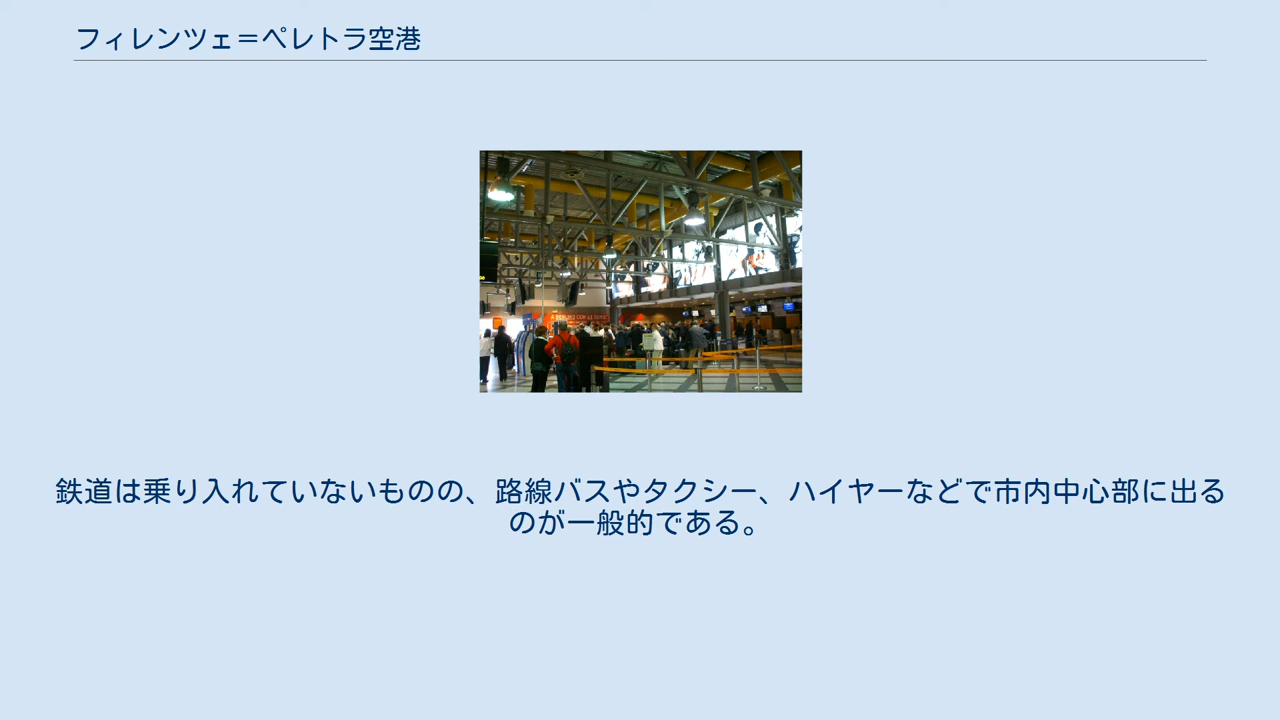 フィレンツェ＝ペレトラ空港
鉄道は乗り入れていないものの、路線バスやタクシー、ハイヤーなどで市内中心部に出る
のが一般的である。